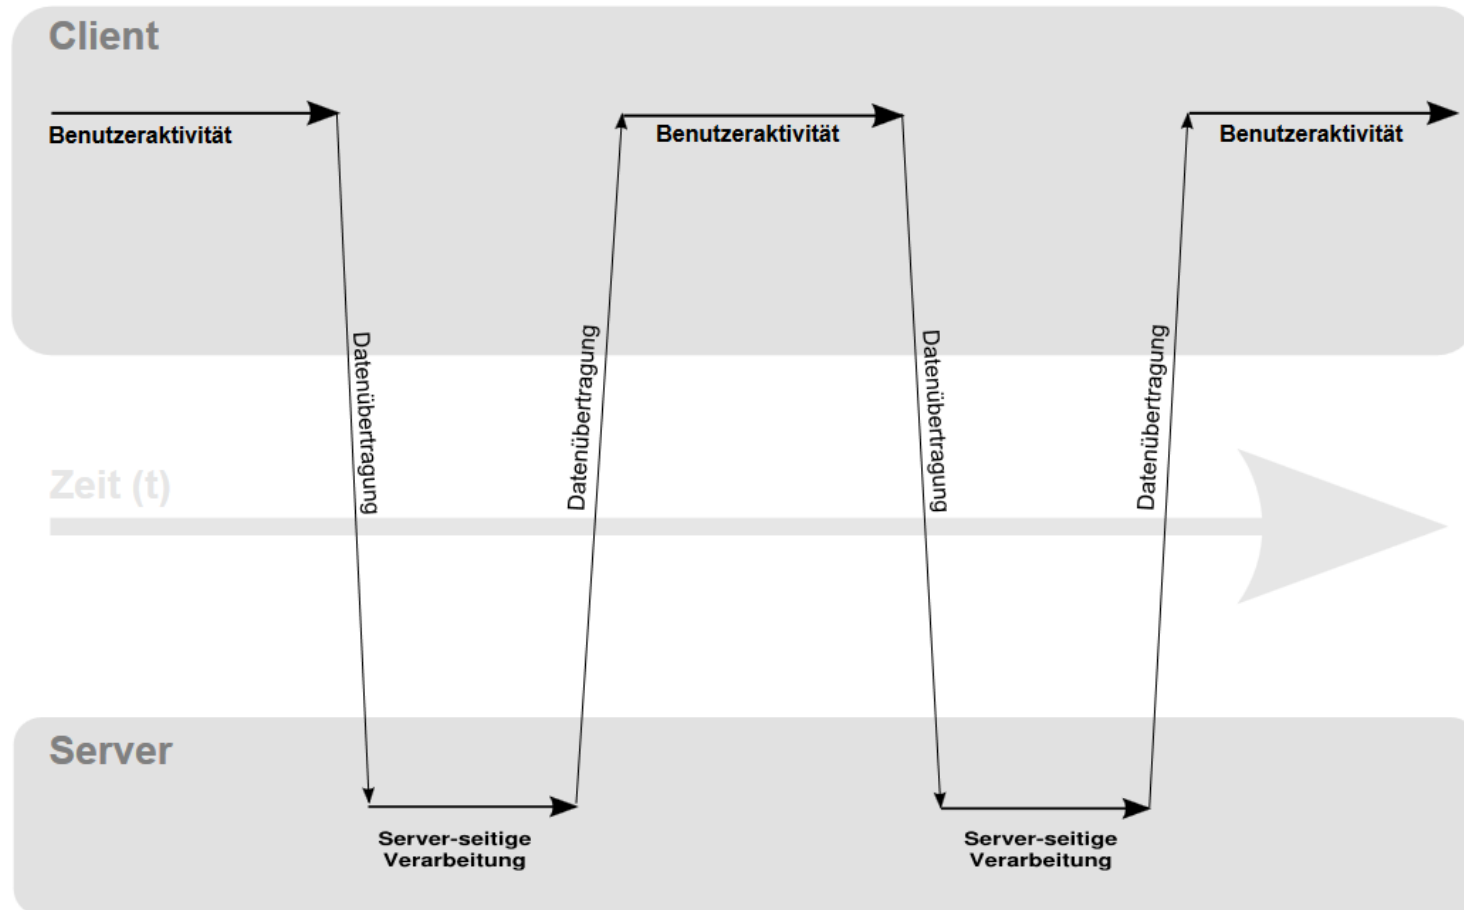 Client
Benutzeraktivität
Benutzeraktivität
Benutzeraktivität
Datenübertragung
Datenübertragung
Datenübertragung
Datenübertragung
Zeit (t)
Server
Server-seitige
Verarbeitung
Server-seitige
Verarbeitung